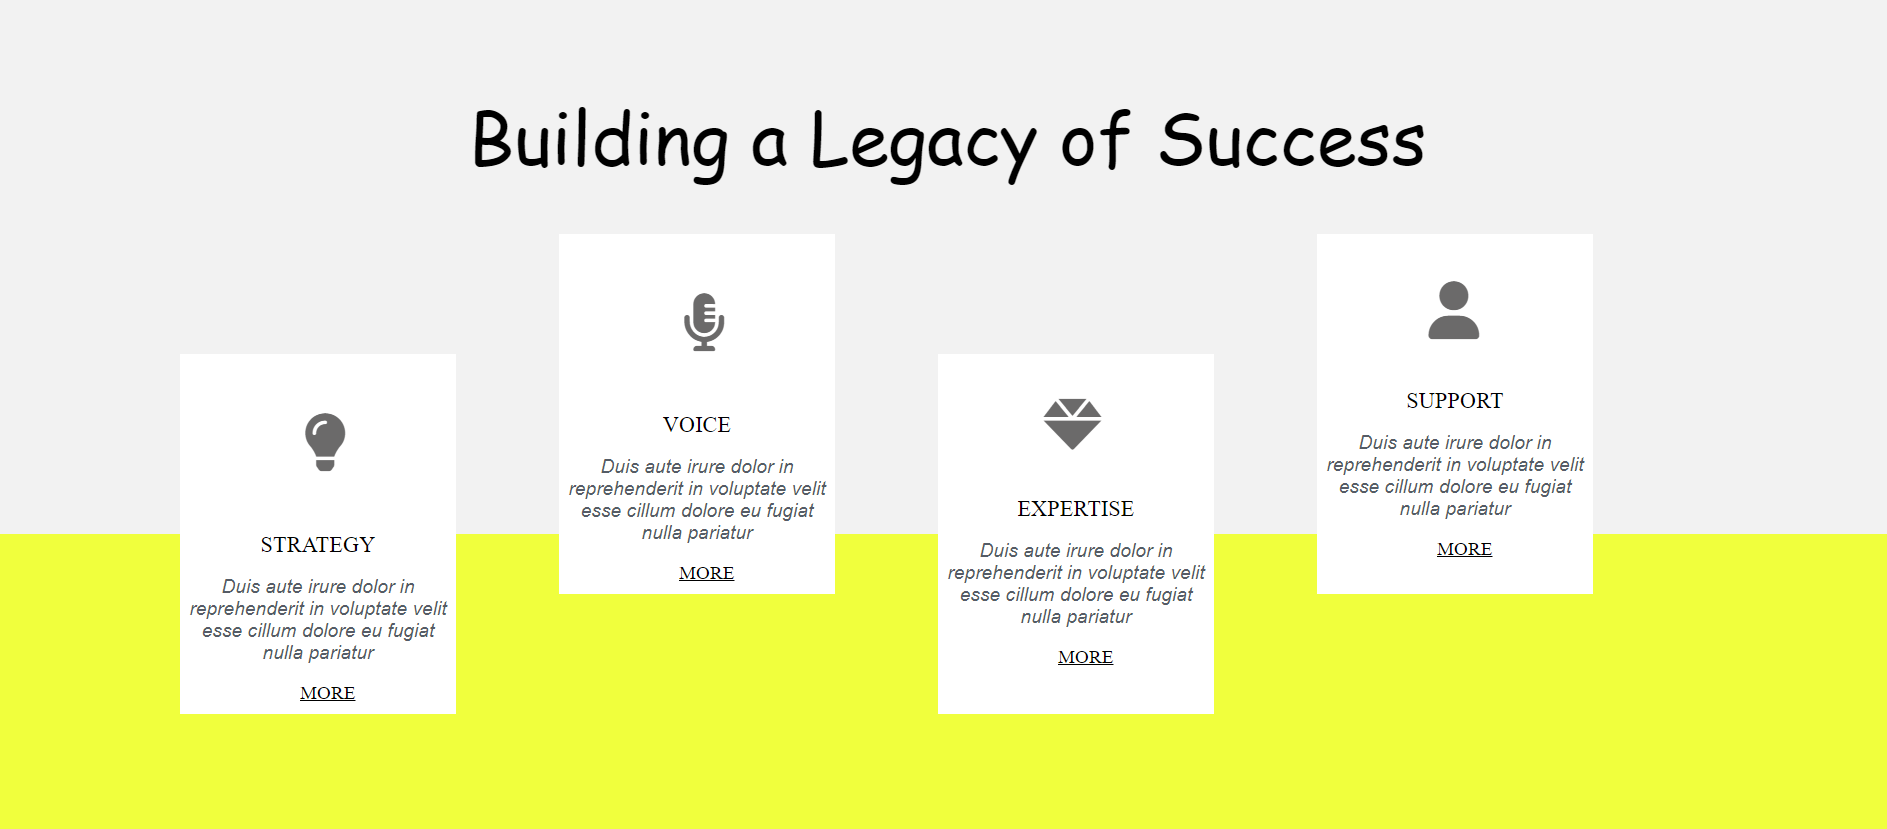 Building a Legacy of Success
STRATEGY
Duis aute irure dolor in
reprehenderit in voluptate velit
esse cillum dolore eu fugiat
nulla pariatur
MORE
VOICE
Duis aute irure dolor in
reprehenderit in voluptate velit
esse cillum dolore eu fugiat
nulla pariatur
MORE
EXPERTISE
Duis aute irure dolor in
reprehenderit in voluptate velit
esse cillum dolore eu fugiat
nulla pariatur
MORE
SUPPORT
Duis aute irure dolor in
reprehenderit in voluptate velit
esse cillum dolore eu fugiat
nulla pariatur
MORE